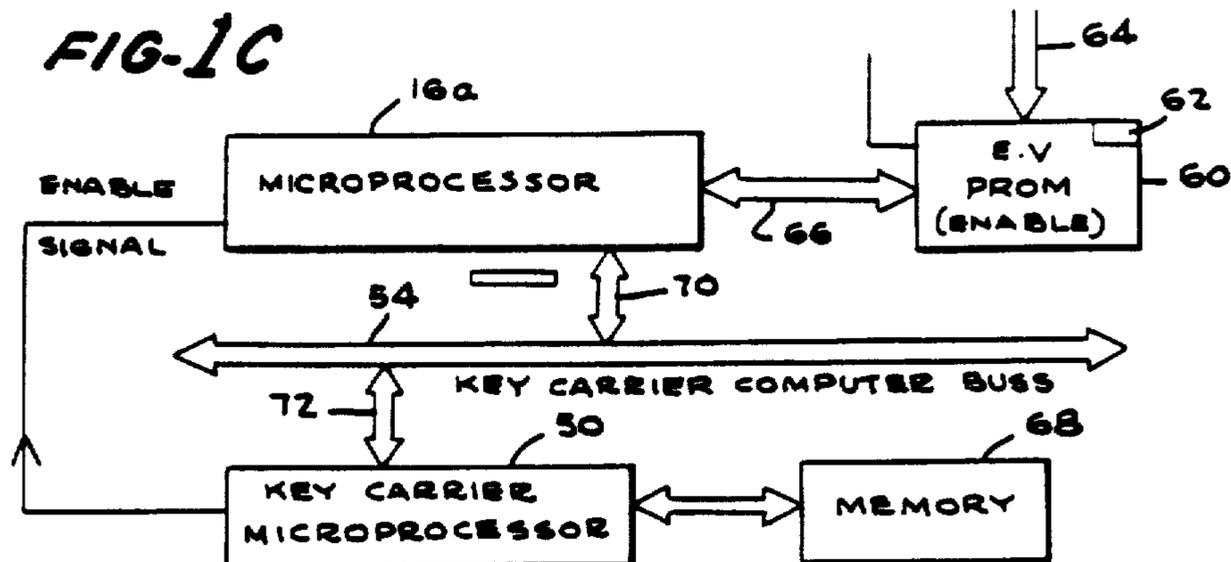 FIG-1C
64
16a
62
E.V
PROM
(ENABLE)
60
MICROPROCESSOR
ENABLE
SIGNAL
66
70
54
KEY CARRIER COMPUTER BUSS
72
50
68
KEY CARRIER
MICROPROCESSOR
MEMORY